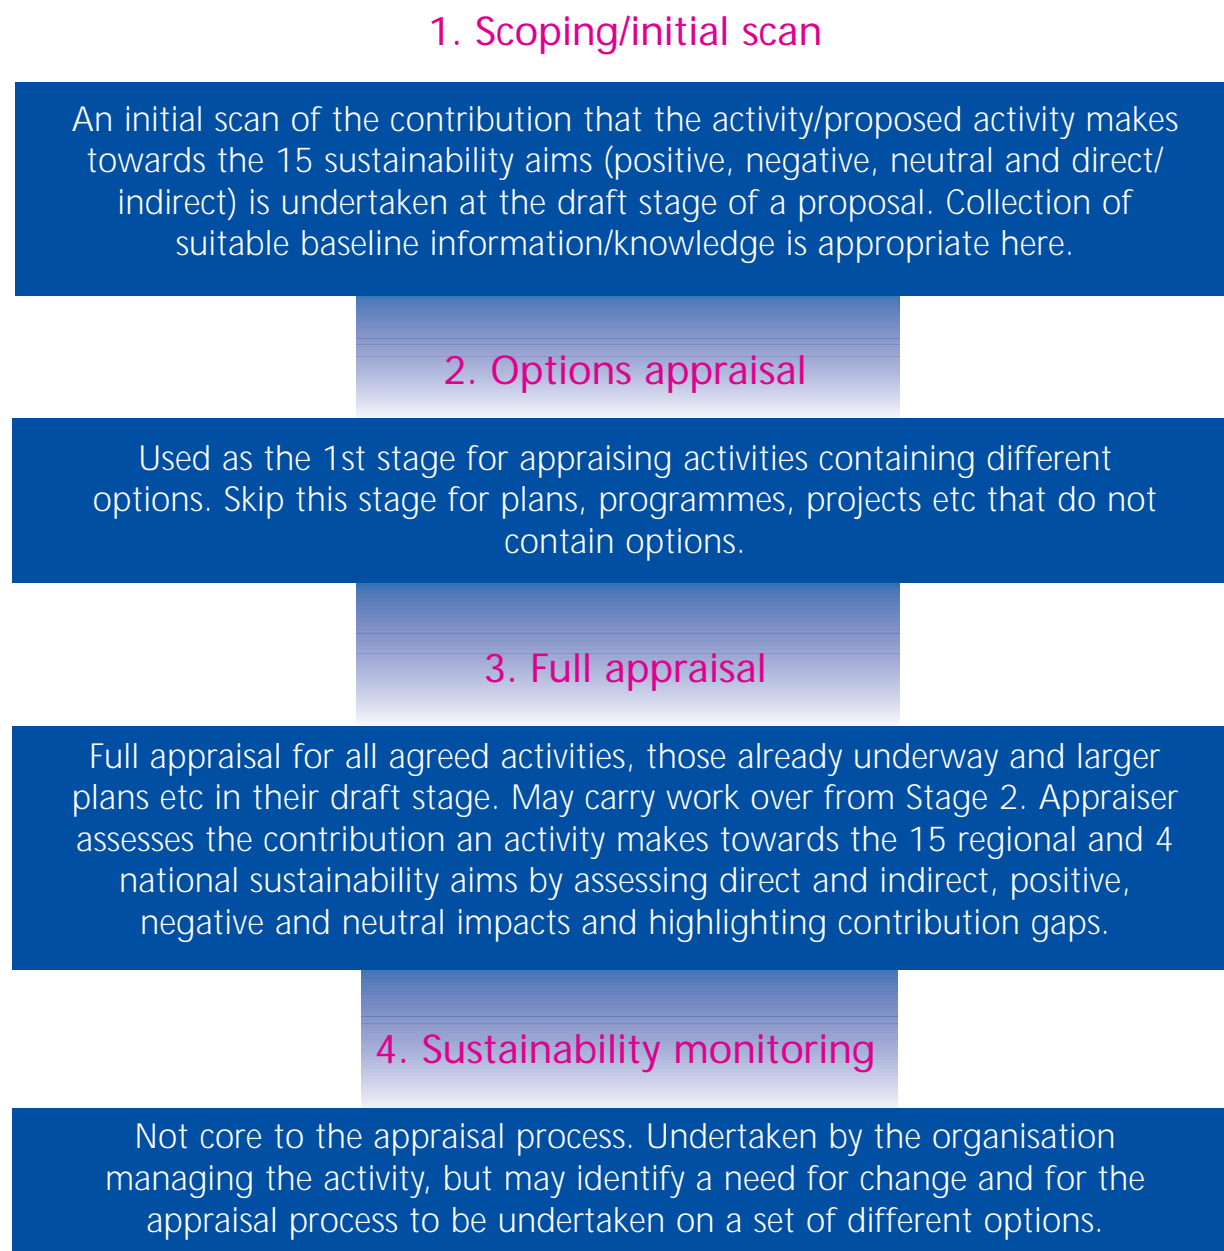 1. Scoping/initial scan
An initial scan of the contribution that the activity/proposed activity makes
towards the 15 sustainability aims (positive, negative, neutral and direct/
indirect) is undertaken at the draft stage of a proposal. Collection of
suitable baseline information/knowledge is appropriate here.
2. Options appraisal
Used as the 1st stage for appraising activities containing different
options. Skip this stage for plans, programmes, projects etc that do not
contain options.
3. Full appraisal
Full appraisal for all agreed activities, those already underway and larger
plans etc in their draft stage. May carry work over from Stage 2. Appraiser
assesses the contribution an activity makes towards the 15 regional and 4
national sustainability aims by assessing direct and indirect, positive,
negative and neutral impacts and highlighting contribution gaps.
4. Sustainability monitoring
Not core to the appraisal process. Undertaken by the organisation
managing the activity, but may identify a need for change and for the
appraisal process to be undertaken on a set of different options.